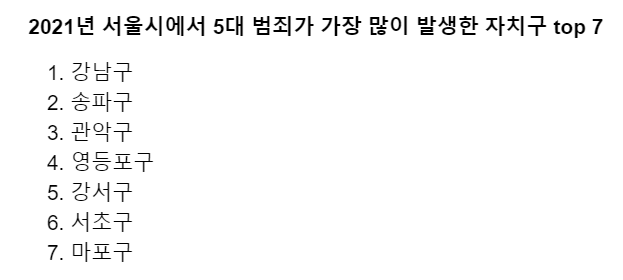 2021년 서울시에서 5대 범죄가 가장 많이 발생한 자치구 top 7
1. 강남구
2. 송파구
3. 관악구
4. 영등포구
5. 강서구
6. 서초구
7. 마포구